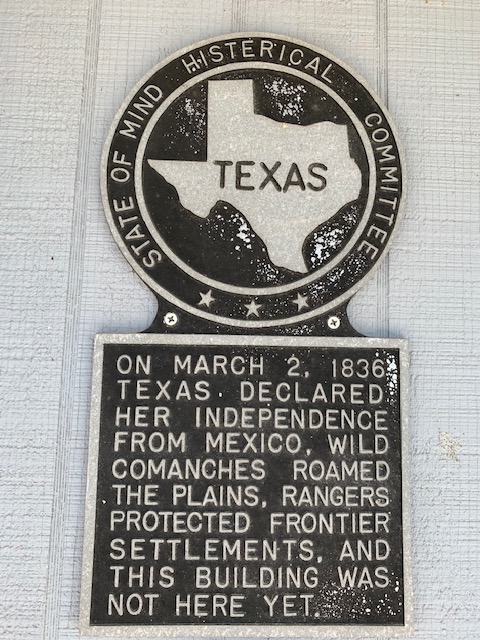 STATE OF MIND HISTERICAL COMMITTEE
TEXAS
ON MARCH 2, 1836
TEXAS DECLARED
HER INDEPENDENCE
FROM MEXICO, WILD
COMANCHES ROAMED
THE PLAINS, RANGERS
PROTECTED FRONTIER
SETTLEMENTS, AND
THIS BUILDING WAS
NOT HERE YET.